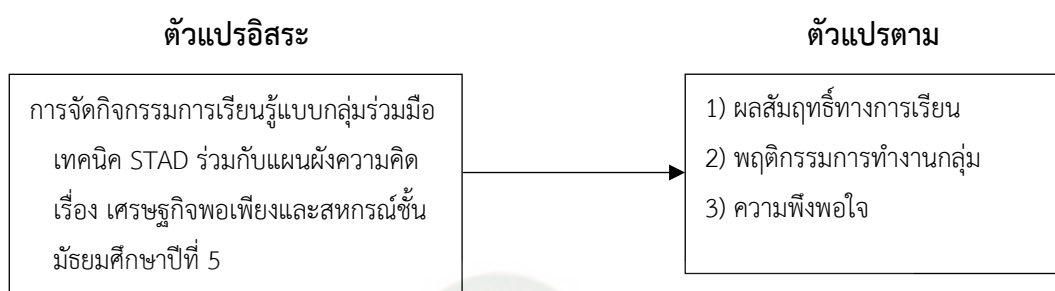 ตัวแปรอิสระ
ตัวแปรตาม
การจัดกิจกรรมการเรียนรู้แบบกลุ่มร่วมมือ
เทคนิค STAD ร่วมกับแผนผังความคิด
เรื่อง เศรษฐกิจพอเพียงและสหกรณ์ชั้น
มัธยมศึกษาปีที่ 5
1) ผลสัมฤทธิ์ทางการเรียน
2) พฤติกรรมการทำงานกลุ่ม
3) ความพึงพอใจ